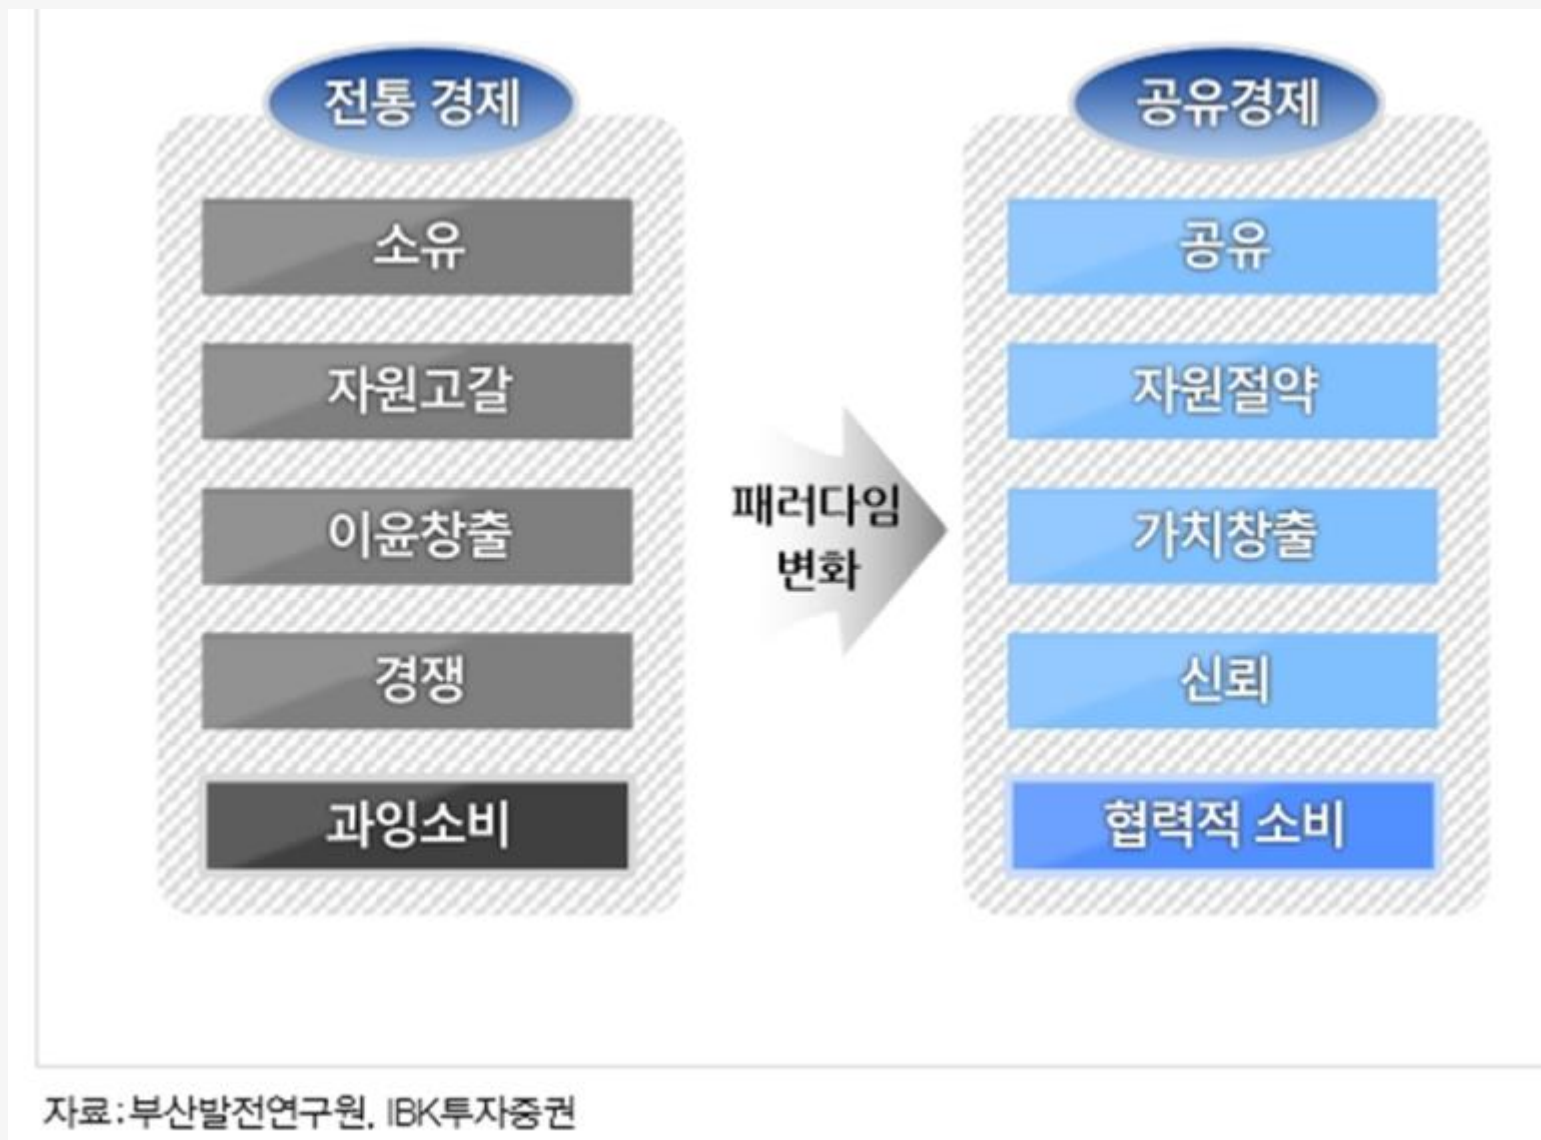 전통 경제
소유
자원고갈
이윤창출
경쟁
과잉소비
패러다임
변화
공유경제
공유
자원절약
가치창출
신뢰
협력적 소비
자료:부산발전연구원, IBK투자증권